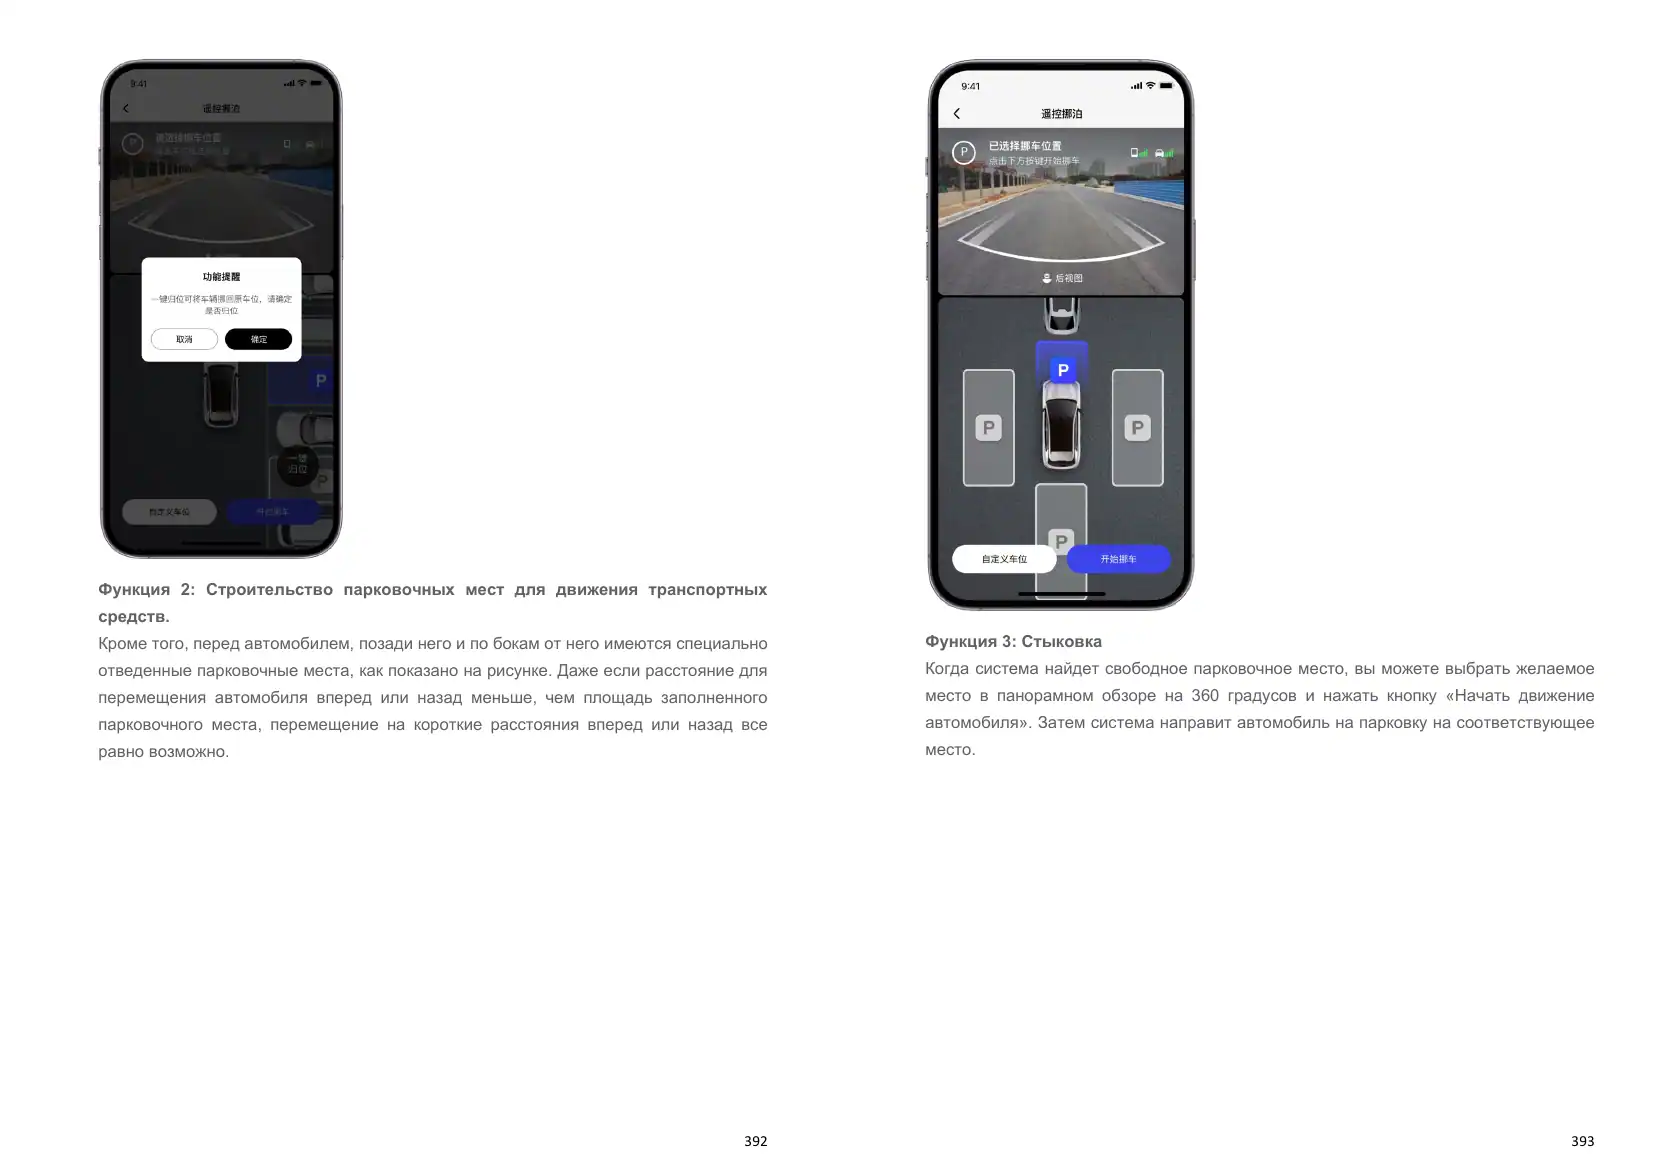 9:41
遥控挪泊
P
功能提醒
一键归位可将车辆挪回原车位，请确定
是否归位
取消
确定
P
一键
归位
P
自定义车位
开始挪车
Функция 2: Строительство парковочных мест для движения транспортных
средств.
Кроме того, перед автомобилем, позади него и по бокам от него имеются специально
отведенные парковочные места, как показано на рисунке. Даже если расстояние для
перемещения автомобиля вперед или назад меньше, чем площадь заполненного
парковочного места, перемещение на короткие расстояния вперед или назад все
равно возможно.
392
9:41
遥控挪泊
P
已选择挪车位置
点击下方按键开始挪车
后视图
P
P
P
P
自定义车位
开始挪车
Функция 3: Стыковка
Когда система найдет свободное парковочное место, вы можете выбрать желаемое
место в панорамном обзоре на 360 градусов и нажать кнопку «Начать движение
автомобиля». Затем система направит автомобиль на парковку на соответствующее
место.
393